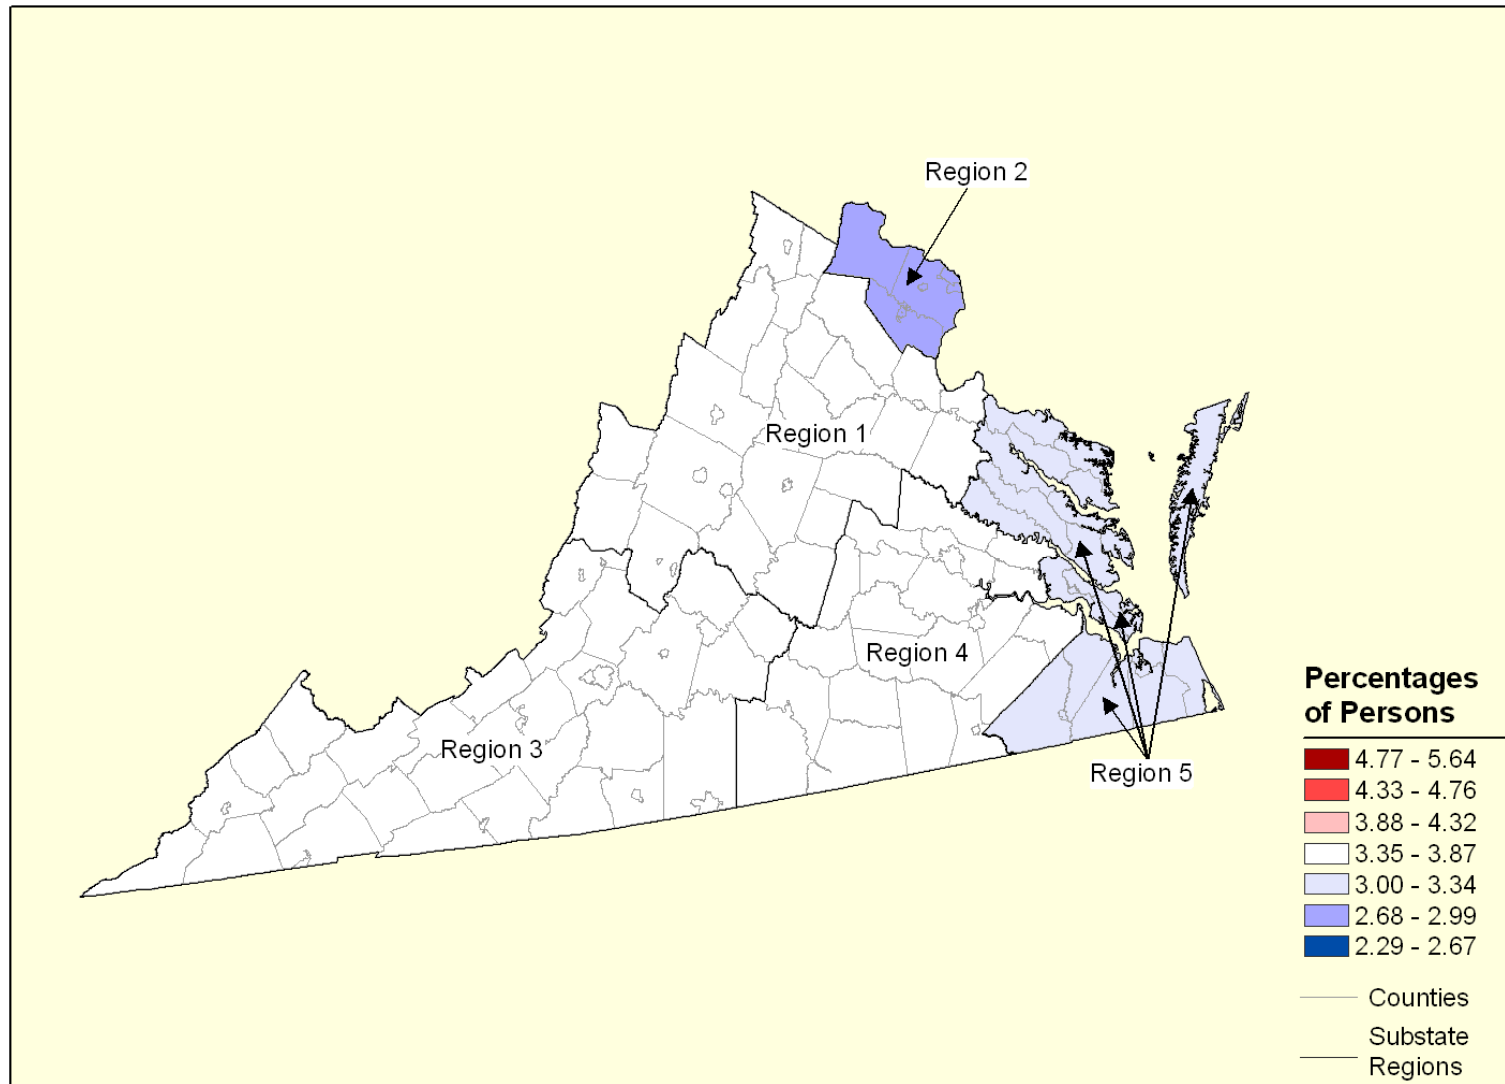 Region 2
Region 1
Region 4
Region 3
Region 5
Percentages
of Persons
4.77 - 5.64
4.33 - 4.76
3.88 - 4.32
3.35 - 3.87
3.00 - 3.34
2.68 - 2.99
2.29 - 2.67
Counties
Substate
Regions